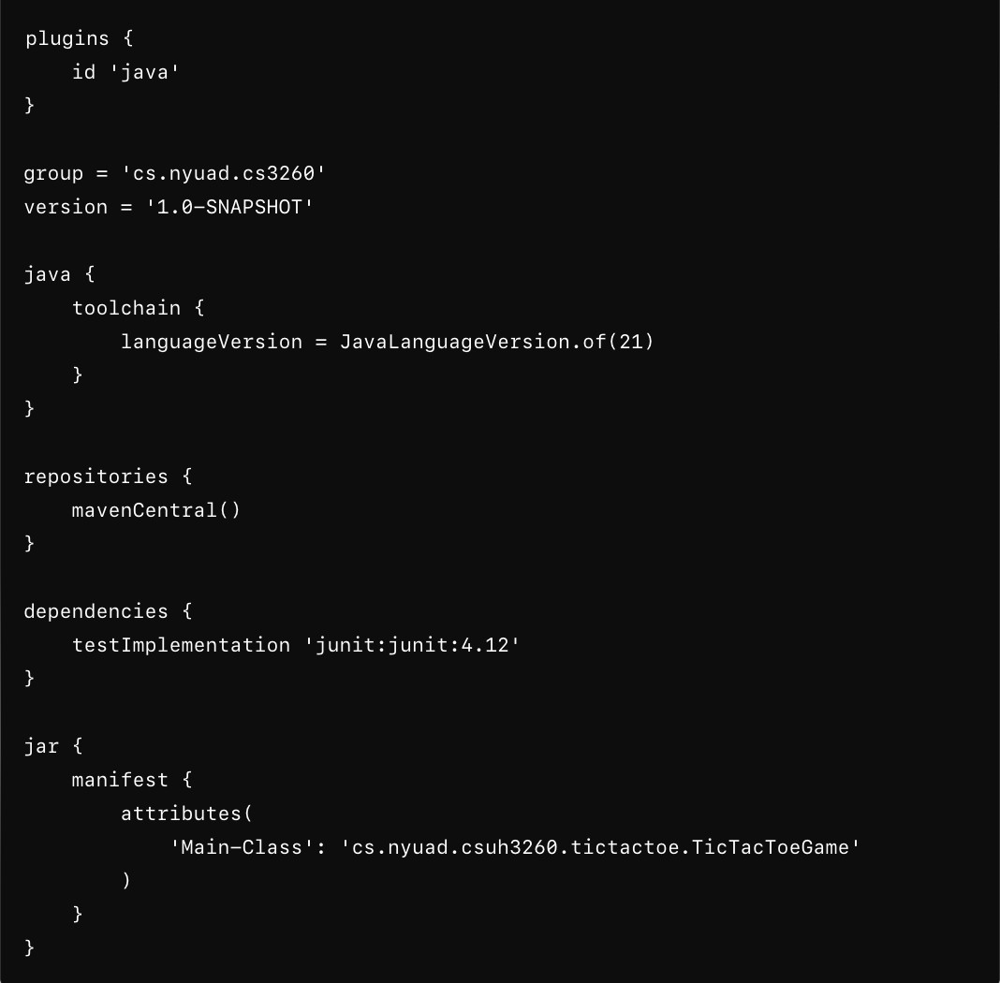 plugins {
    id 'java'
}

group = 'cs.nyuad.cs3260'
version = '1.0-SNAPSHOT'

java {
    toolchain {
        languageVersion = JavaLanguageVersion.of(21)
    }
}

repositories {
    mavenCentral()
}

dependencies {
    testImplementation 'junit:junit:4.12'
}

jar {
    manifest {
        attributes(
            'Main-Class': 'cs.nyuad.csuh3260.tictactoe.TicTacToeGame'
        )
    }
}